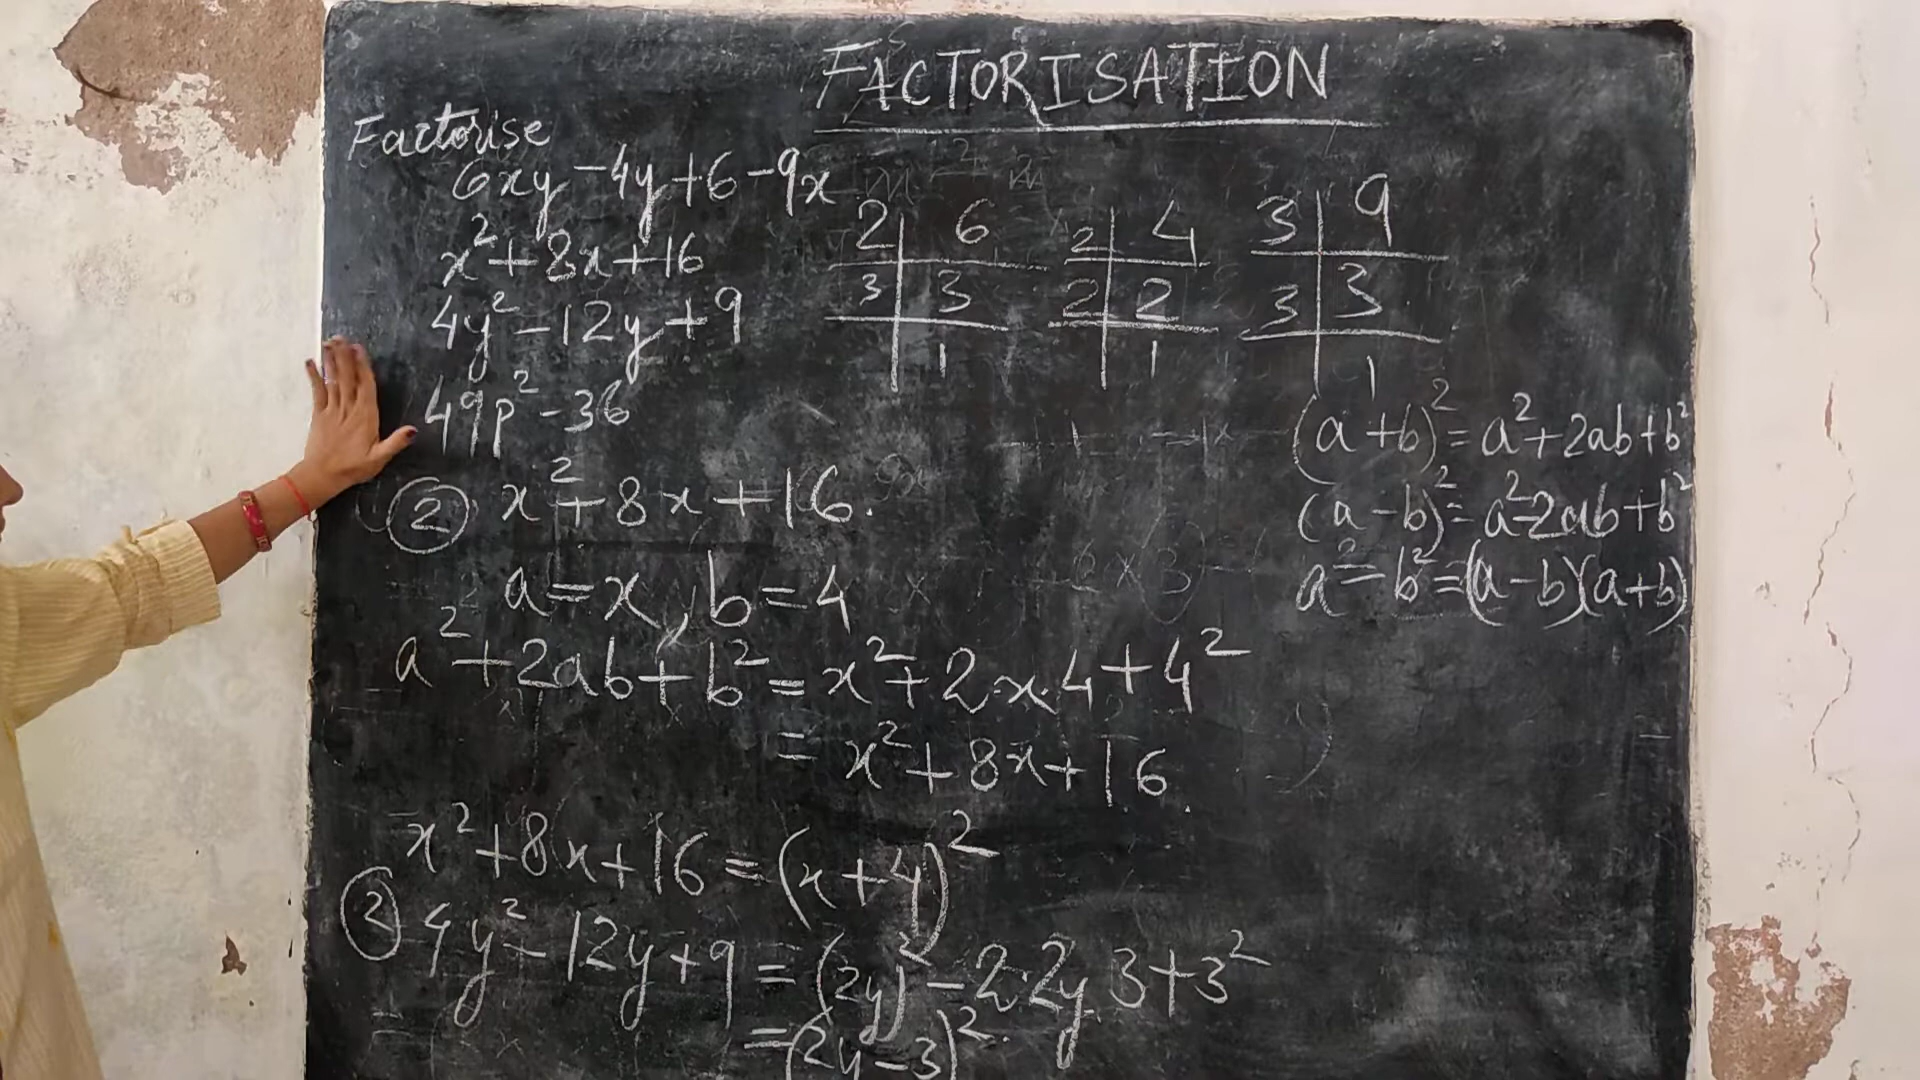 FACTORISATION
Factorise
6xy - 4y + 6 - 9x
x² + 8x + 16
4y² - 12y + 9
49p² - 36
2 | 6
3 | 3
| 1
2 | 4
2 | 2
| 1
3 | 9
3 | 3
| 1
(a + b)² = a² + 2ab + b²
(a - b)² = a² - 2ab + b²
a² - b² = (a - b)(a + b)
② x² + 8x + 16.
a = x, b = 4
a² + 2ab + b² = x² + 2·x·4 + 4²
= x² + 8x + 16.
x² + 8x + 16 = (x + 4)²
② 4y² - 12y + 9 = (2y)² - 2·2y 3 + 3²
= (2y - 3)².